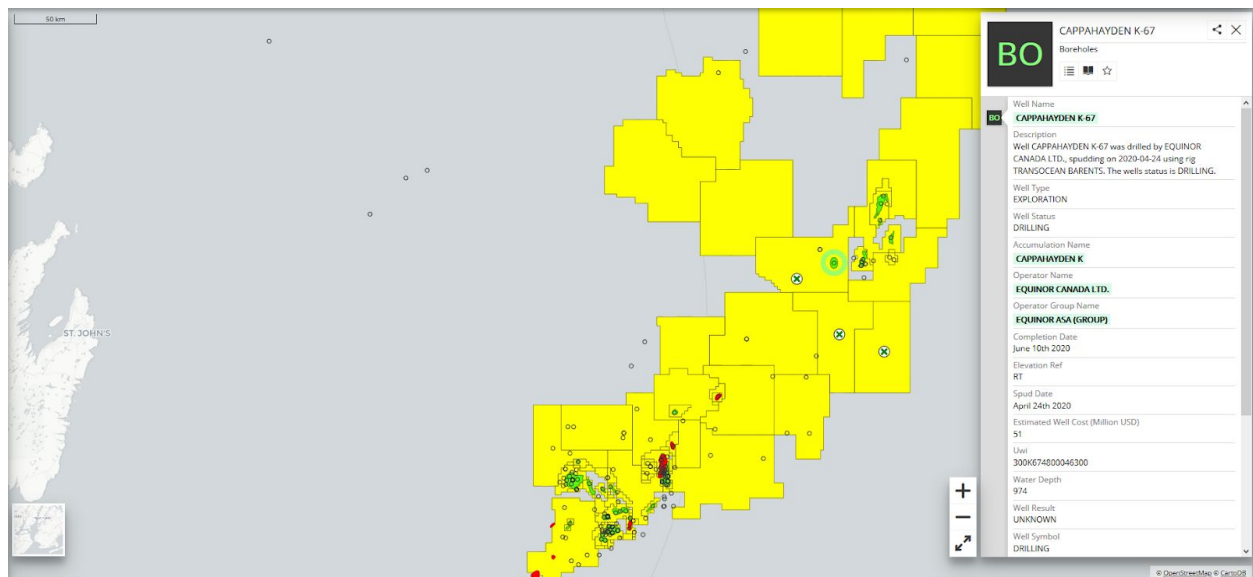 50 km
ST. JOHN'S
BO
CAPPAHAYDEN K-67
Boreholes
BO
Well Name
CAPPAHAYDEN K-67
Description
Well CAPPAHAYDEN K-67 was drilled by EQUINOR
CANADA LTD., spudding on 2020-04-24 using rig
TRANSOCEAN BARENTS. The wells status is DRILLING.
Well Type
EXPLORATION
Well Status
DRILLING
Accumulation Name
CAPPAHAYDEN K
Operator Name
EQUINOR CANADA LTD.
Operator Group Name
EQUINOR ASA (GROUP)
Completion Date
June 10th 2020
Elevation Ref
RT
Spud Date
April 24th 2020
Estimated Well Cost (Million USD)
51
Uwi
300K674800046300
Water Depth
974
Well Result
UNKNOWN
Well Symbol
DRILLING
© OpenStreetMap © CartoDB